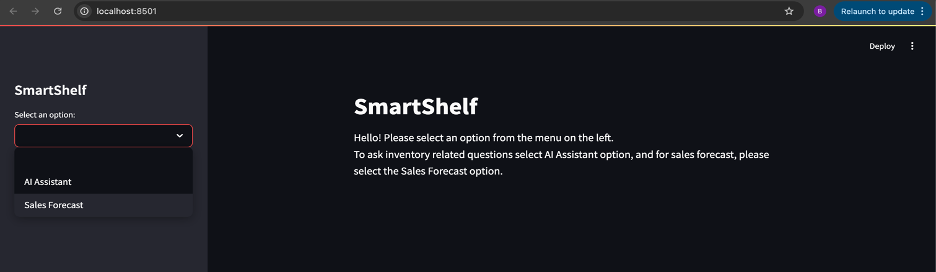 localhost:8501
B
Relaunch to update
Deploy
SmartShelf
Select an option:
AI Assistant
Sales Forecast
SmartShelf
Hello! Please select an option from the menu on the left.
To ask inventory related questions select AI Assistant option, and for sales forecast, please
select the Sales Forecast option.